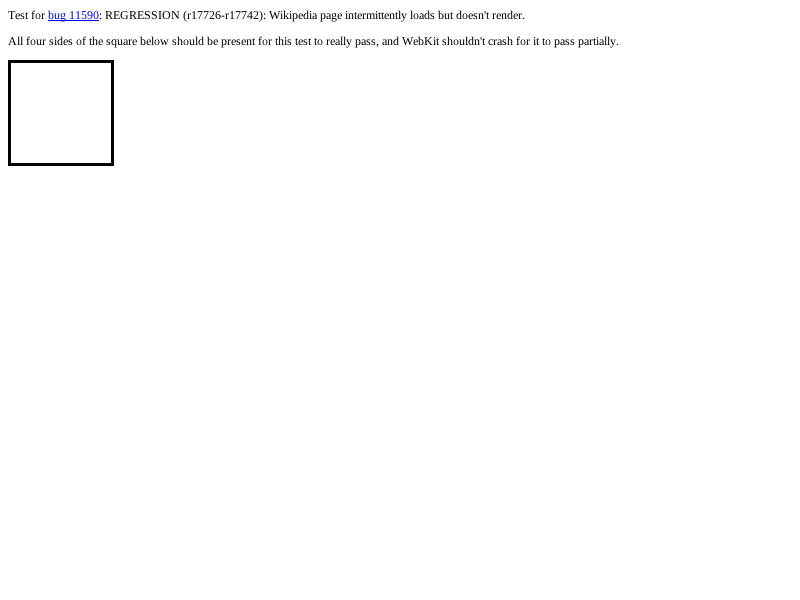 Test for bug 11590: REGRESSION (r17726-r17742): Wikipedia page intermittently loads but doesn't render.
All four sides of the square below should be present for this test to really pass, and WebKit shouldn't crash for it to pass partially.